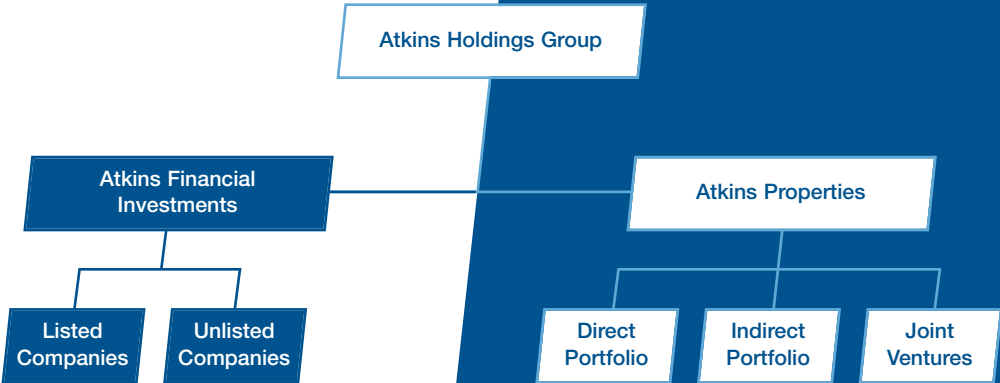 Atkins Holdings Group
Atkins Financial
Investments
Atkins Properties
Listed
Companies
Unlisted
Companies
Direct
Portfolio
Indirect
Portfolio
Joint
Ventures